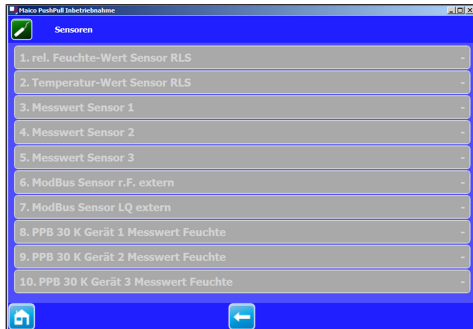 Maico PushPull Inbetriebnahme
Sensoren
1. rel. Feuchte-Wert Sensor RLS -
2. Temperatur-Wert Sensor RLS -
3. Messwert Sensor 1 -
4. Messwert Sensor 2 -
5. Messwert Sensor 3 -
6. ModBus Sensor r.F. extern -
7. ModBus Sensor LQ extern -
8. PPB 30 K Gerät 1 Messwert Feuchte -
9. PPB 30 K Gerät 2 Messwert Feuchte -
10. PPB 30 K Gerät 3 Messwert Feuchte -